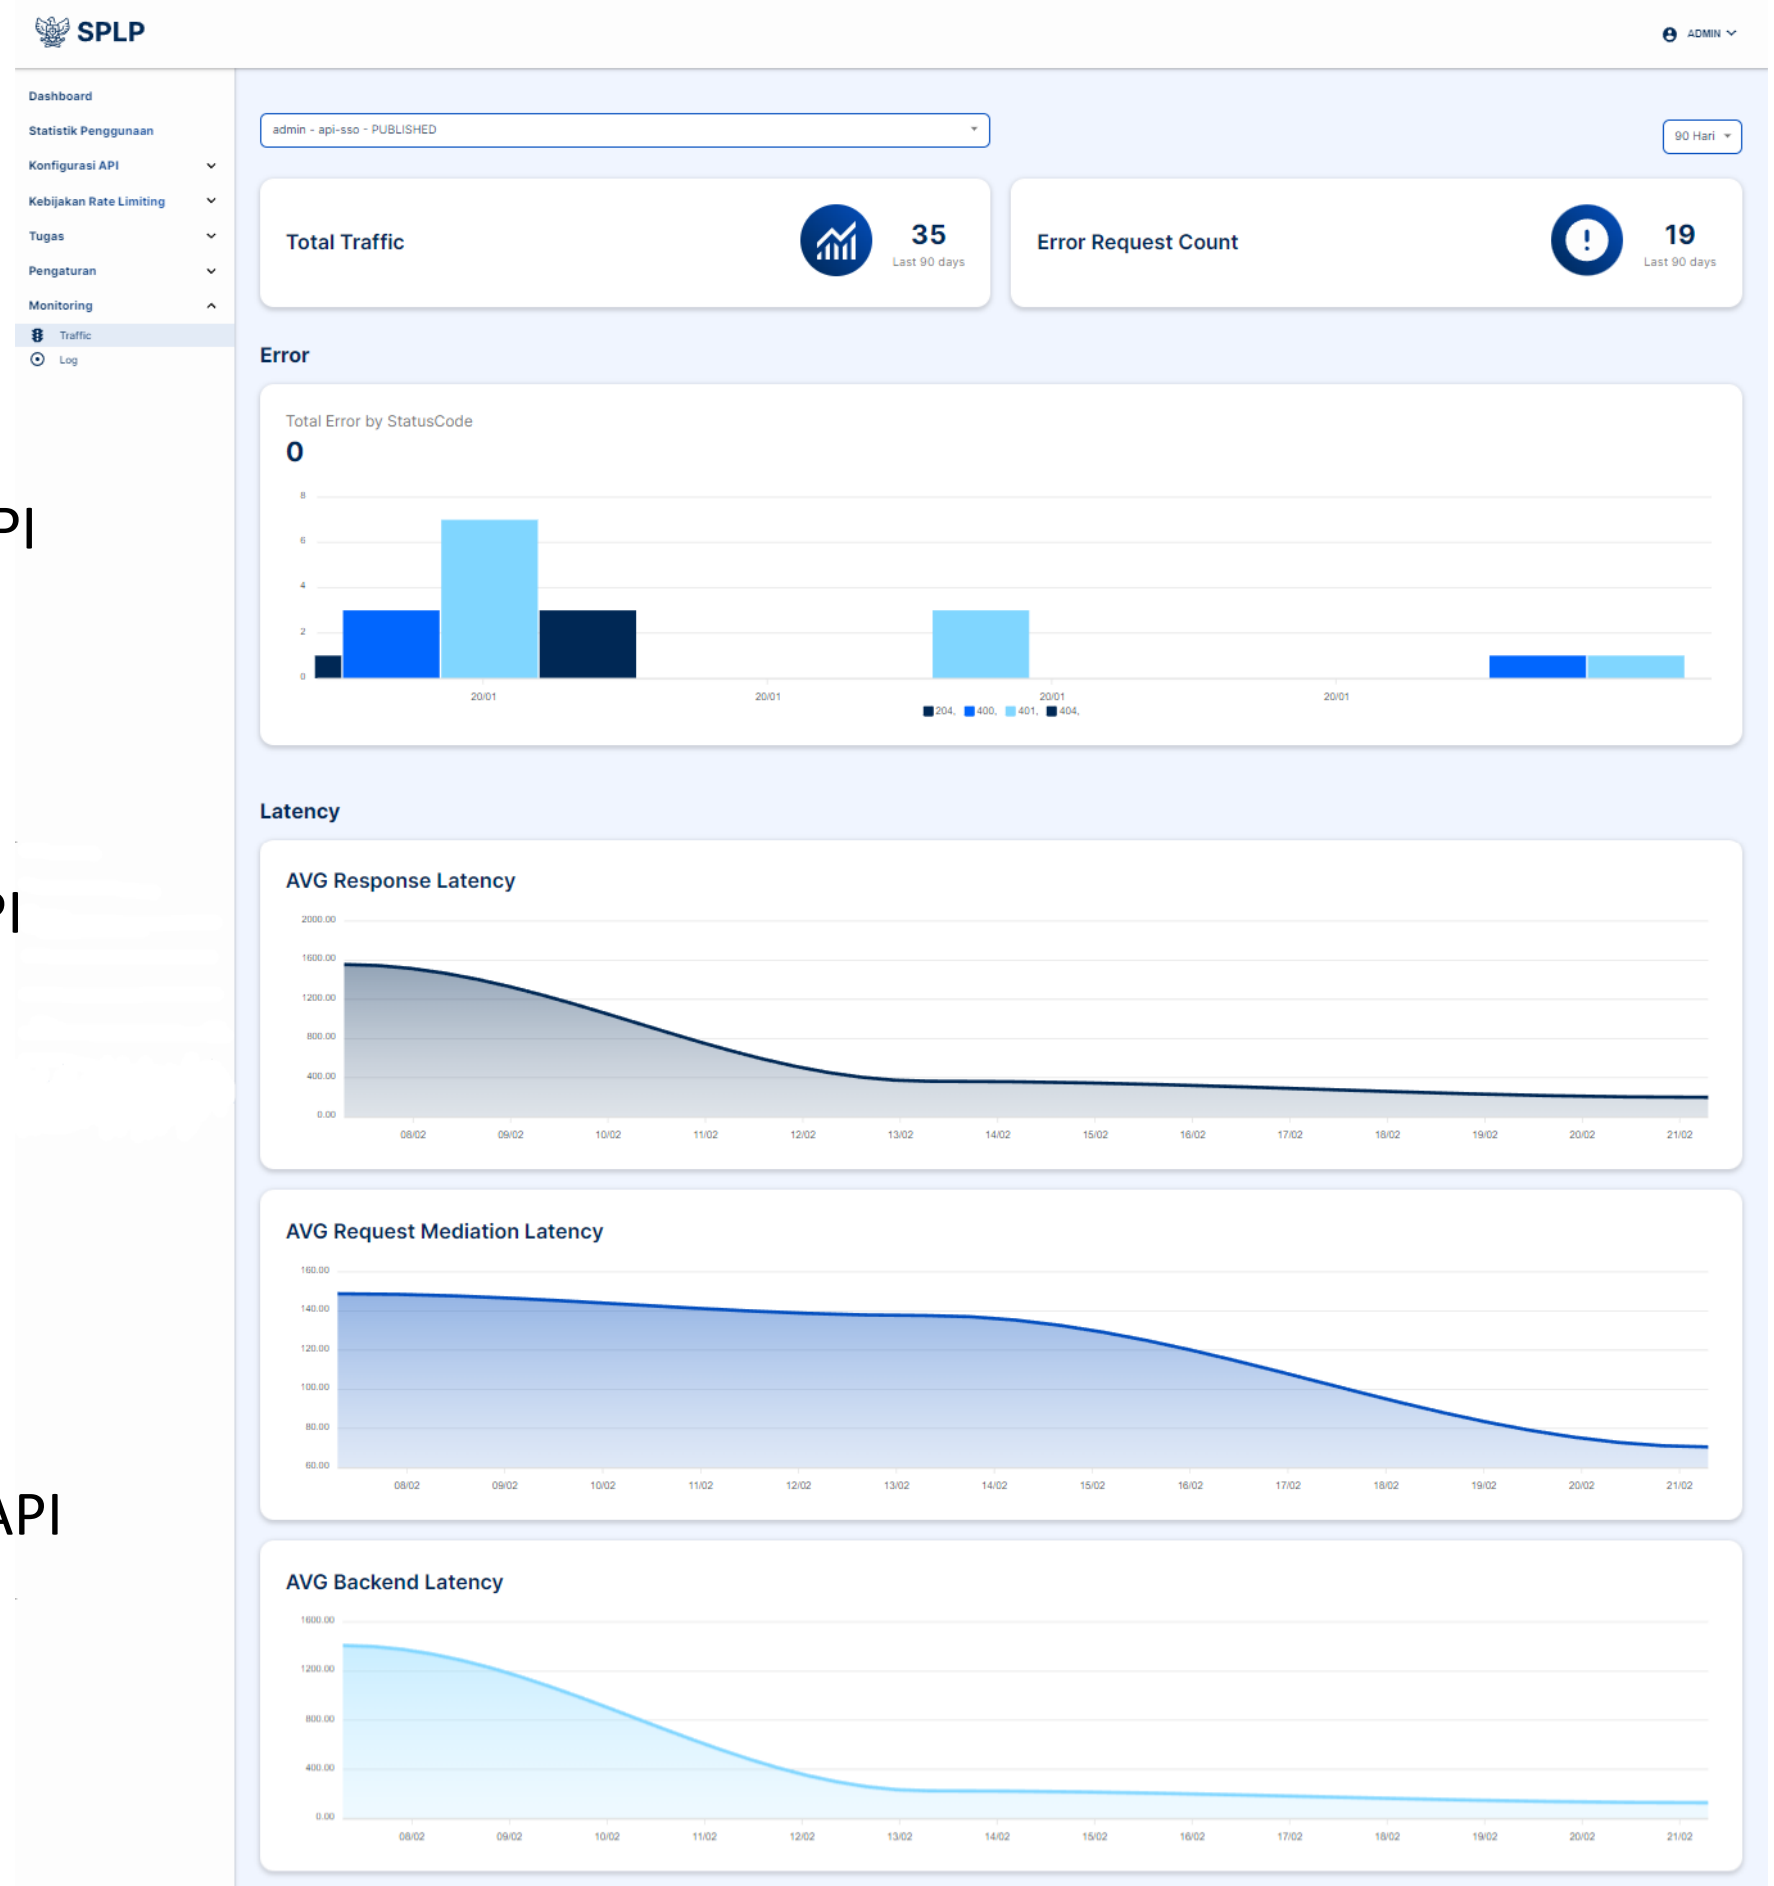 SPLP
ADMIN
Dashboard
Statistik Penggunaan
Konfigurasi API
Kebijakan Rate Limiting
Tugas
Pengaturan
Monitoring
Traffic
Log
admin - api-sso - PUBLISHED
90 Hari
Total Traffic
35
Last 90 days
Error Request Count
19
Last 90 days
Error
Total Error by StatusCode
0
8
6
4
2
0
20/01 20/01 20/01 20/01
204, 400, 401, 404,
PI
Latency
AVG Response Latency
2000.00
1600.00
1200.00
800.00
400.00
0.00
08/02 09/02 10/02 11/02 12/02 13/02 14/02 15/02 16/02 17/02 18/02 19/02 20/02 21/02
PI
AVG Request Mediation Latency
160.00
140.00
120.00
100.00
80.00
60.00
08/02 09/02 10/02 11/02 12/02 13/02 14/02 15/02 16/02 17/02 18/02 19/02 20/02 21/02
API
AVG Backend Latency
1600.00
1200.00
800.00
400.00
0.00
08/02 09/02 10/02 11/02 12/02 13/02 14/02 15/02 16/02 17/02 18/02 19/02 20/02 21/02